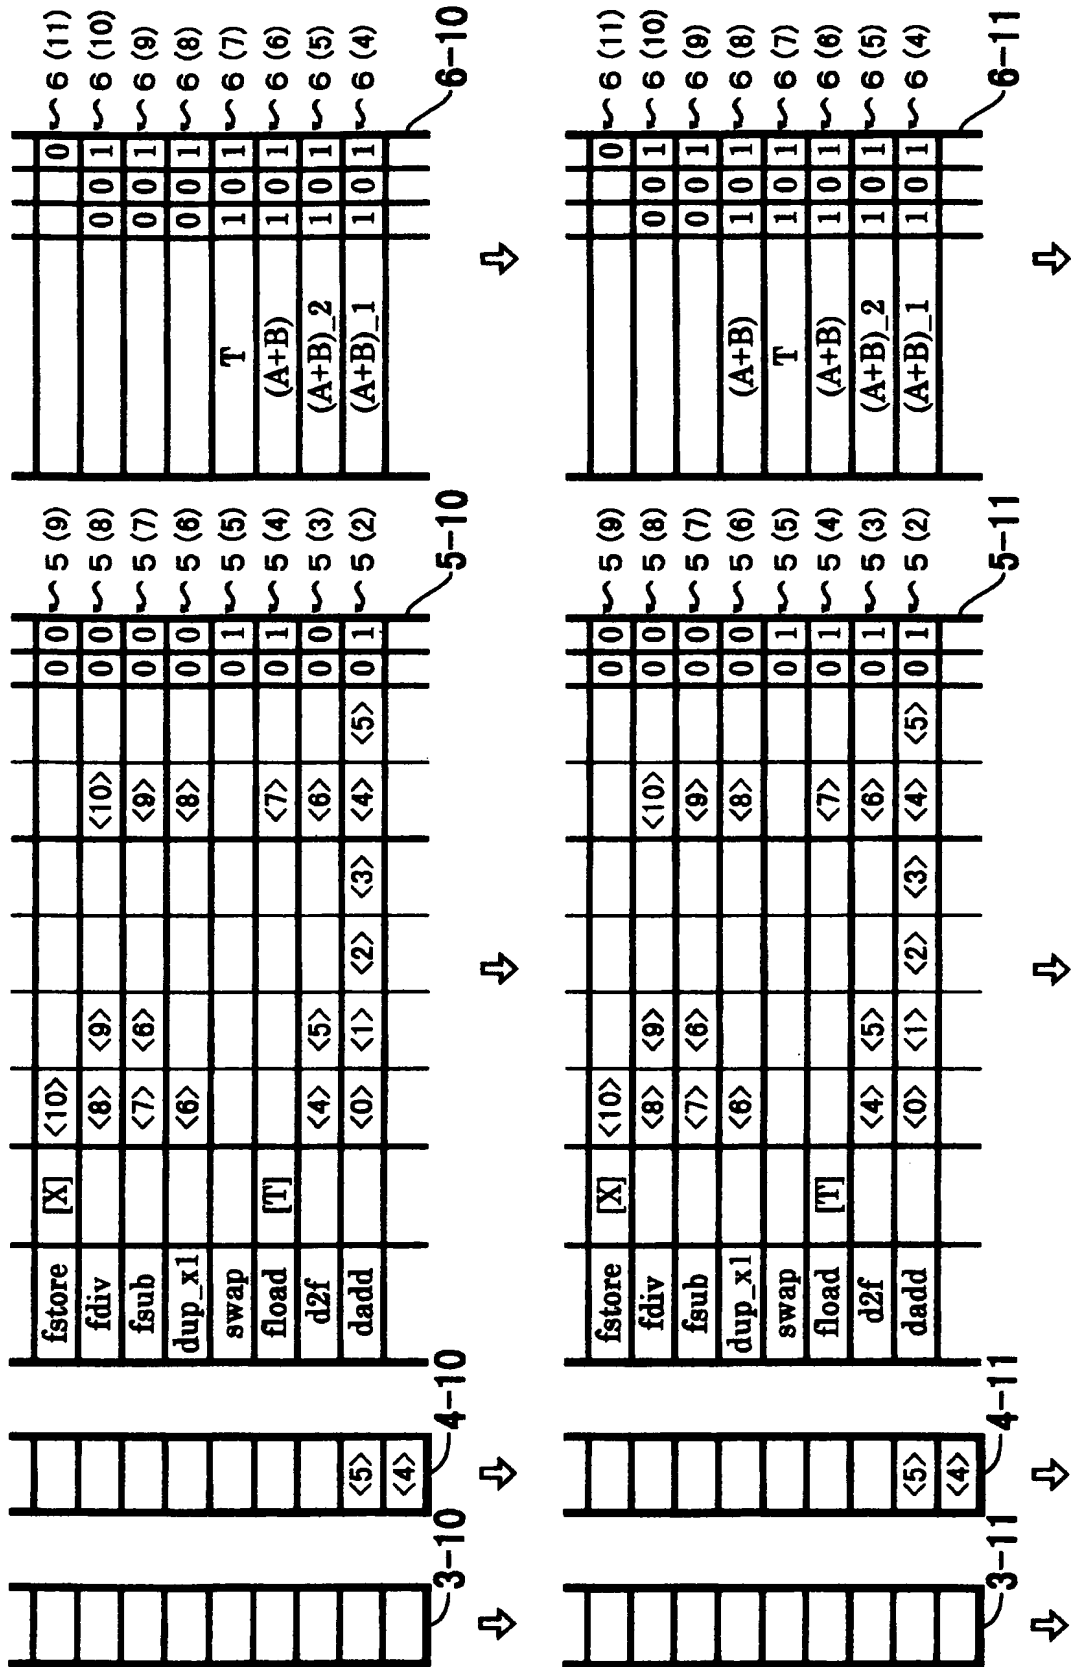 fstore [X] <10> 0 0 5 (9) 0 6 (11)
fdiv <8> <9> <10> 0 0 5 (8) 0 0 1 6 (10)
fsub <7> <6> <9> 0 0 5 (7) 0 0 1 6 (9)
dup_x1 <6> <8> 0 0 5 (6) 0 0 1 6 (8)
swap 0 1 5 (5) T 1 0 1 6 (7)
fload [T] <7> 0 1 5 (4) (A+B) 1 0 1 6 (6)
d2f <4> <5> <6> 0 0 5 (3) (A+B)_2 1 0 1 6 (5)
<5> dadd <0> <1> <2> <3> <4> <5> 0 1 5 (2) (A+B)_1 1 0 1 6 (4)
<4>
3-10 4-10 5-10 6-10
fstore [X] <10> 0 0 5 (9) 0 6 (11)
fdiv <8> <9> <10> 0 0 5 (8) 0 0 1 6 (10)
fsub <7> <6> <9> 0 0 5 (7) 0 0 1 6 (9)
dup_x1 <6> <8> 0 0 5 (6) (A+B) 1 0 1 6 (8)
swap 0 1 5 (5) T 1 0 1 6 (7)
fload [T] <7> 0 1 5 (4) (A+B) 1 0 1 6 (6)
d2f <4> <5> <6> 0 1 5 (3) (A+B)_2 1 0 1 6 (5)
<5> dadd <0> <1> <2> <3> <4> <5> 0 1 5 (2) (A+B)_1 1 0 1 6 (4)
<4>
3-11 4-11 5-11 6-11